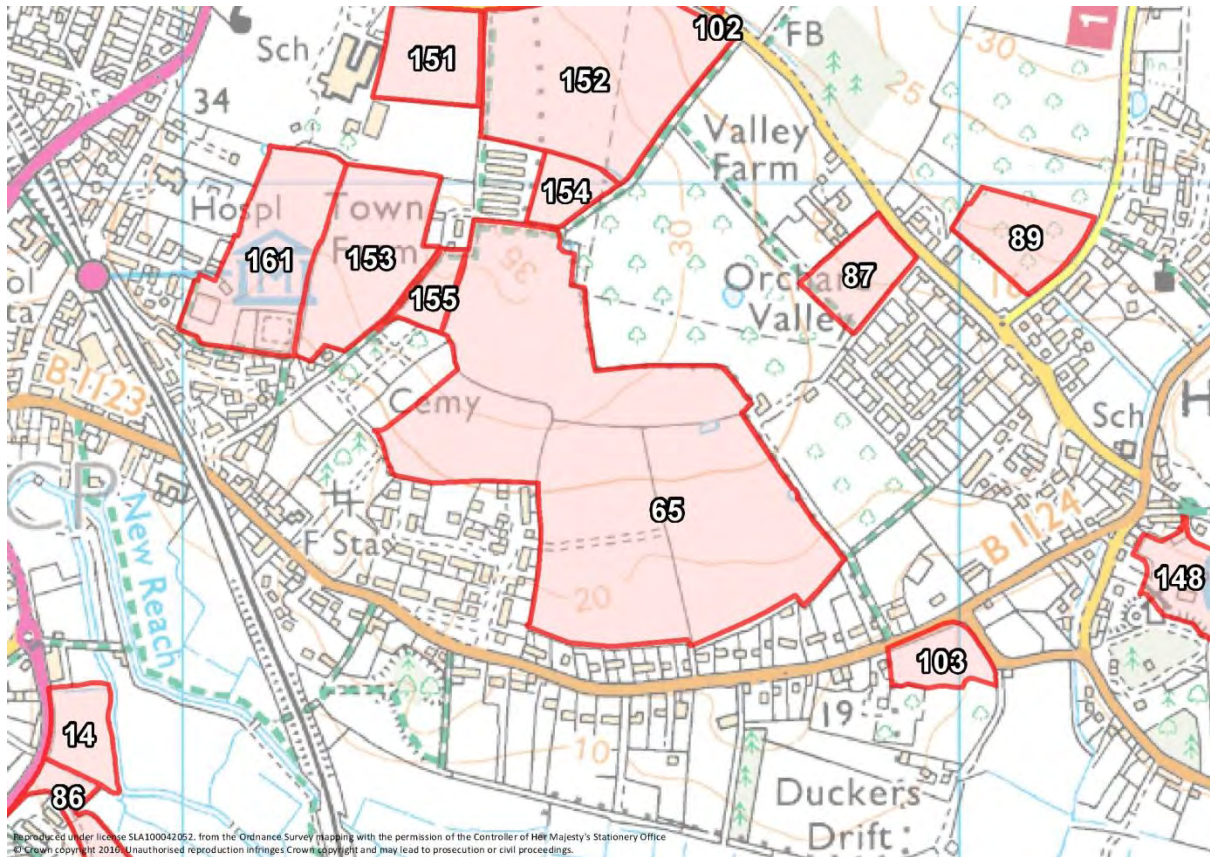 102
FB
1
30
Sch
151
152
25
34
Valley
Farm
154
Hospl
Town
Farm
30
89
161
M
153
35
87
155
Orchard
Valley
B 1123
Cemy
Sch
H
CP
65
B 1124
F Sta
New Reach
20
148
103
14
19
10
86
Duckers
Drift
Reproduced under license SLA100042052. from the Ordnance Survey mapping with the permission of the Controller of Her Majesty's Stationery Office
© Crown copyright 2016. Unauthorised reproduction infringes Crown copyright and may lead to prosecution or civil proceedings.